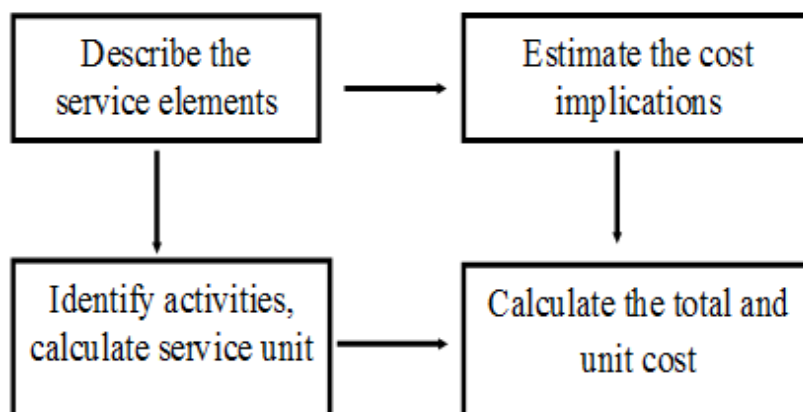 Describe the
service elements
Estimate the cost
implications
Identify activities,
calculate service unit
Calculate the total and
unit cost